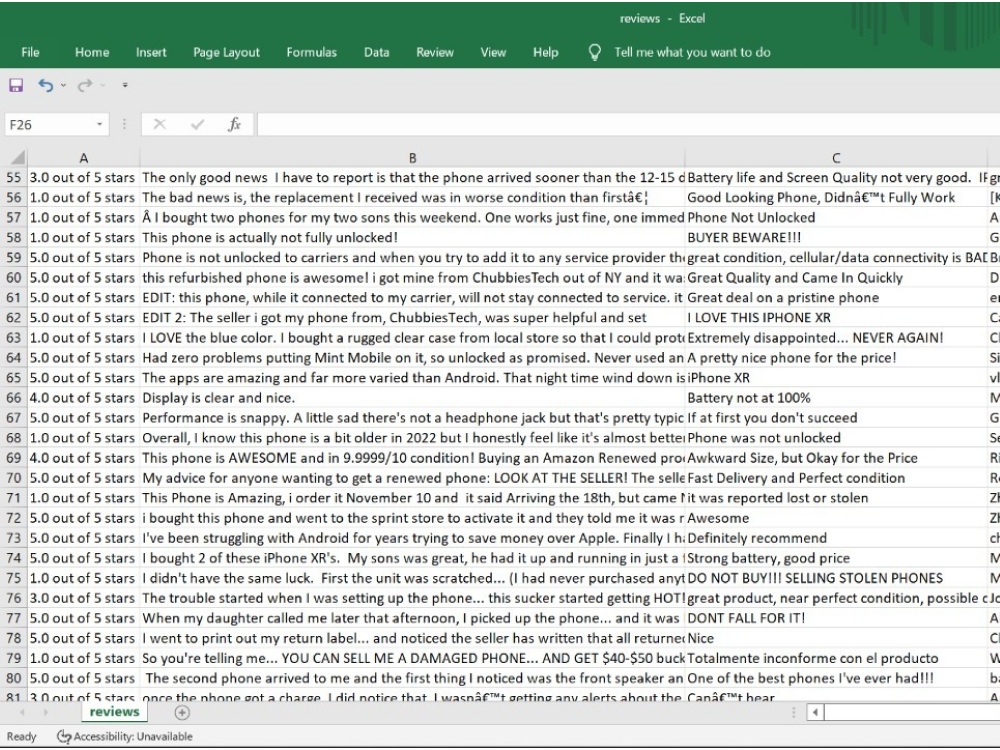 reviews - Excel
File Home Insert Page Layout Formulas Data Review View Help Tell me what you want to do
F26 fx
A B C
55 3.0 out of 5 stars The only good news I have to report is that the phone arrived sooner than the 12-15 d Battery life and Screen Quality not very good. IF gr
56 1.0 out of 5 stars The bad news is, the replacement I received was in worse condition than firstâ€¦ Good Looking Phone, Didnâ€™t Fully Work [K
57 1.0 out of 5 stars Â I bought two phones for my two sons this weekend. One works just fine, one immed Phone Not Unlocked A
58 1.0 out of 5 stars This phone is actually not fully unlocked! BUYER BEWARE!!! G
59 5.0 out of 5 stars Phone is not unlocked to carriers and when you try to add it to any service provider the great condition, cellular/data connectivity is BAD Br
60 5.0 out of 5 stars this refurbished phone is awesome! i got mine from ChubbiesTech out of NY and it wa Great Quality and Came In Quickly D
61 5.0 out of 5 stars EDIT: this phone, while it connected to my carrier, will not stay connected to service. it Great deal on a pristine phone er
62 5.0 out of 5 stars EDIT 2: The seller i got my phone from, ChubbiesTech, was super helpful and set I LOVE THIS IPHONE XR Ca
63 1.0 out of 5 stars I LOVE the blue color. I bought a rugged clear case from local store so that I could prote Extremely disappointed... NEVER AGAIN! Cl
64 5.0 out of 5 stars Had zero problems putting Mint Mobile on it, so unlocked as promised. Never used an A pretty nice phone for the price! Si
65 5.0 out of 5 stars The apps are amazing and far more varied than Android. That night time wind down is iPhone XR vl
66 4.0 out of 5 stars Display is clear and nice. Battery not at 100% M
67 5.0 out of 5 stars Performance is snappy. A little sad there's not a headphone jack but that's pretty typic If at first you don't succeed G
68 1.0 out of 5 stars Overall, I know this phone is a bit older in 2022 but I honestly feel like it's almost better Phone was not unlocked Se
69 4.0 out of 5 stars This phone is AWESOME and in 9.9999/10 condition! Buying an Amazon Renewed pro Awkward Size, but Okay for the Price Ri
70 5.0 out of 5 stars My advice for anyone wanting to get a renewed phone: LOOK AT THE SELLER! The selle Fast Delivery and Perfect condition Re
71 1.0 out of 5 stars This Phone is Amazing, i order it November 10 and it said Arriving the 18th, but came it was reported lost or stolen Zh
72 5.0 out of 5 stars i bought this phone and went to the sprint store to activate it and they told me it was r Awesome Zh
73 5.0 out of 5 stars I've been struggling with Android for years trying to save money over Apple. Finally I ha Definitely recommend ch
74 5.0 out of 5 stars I bought 2 of these iPhone XR's. My sons was great, he had it up and running in just a f Strong battery, good price M
75 1.0 out of 5 stars I didn't have the same luck. First the unit was scratched... (I had never purchased anyt DO NOT BUY!!! SELLING STOLEN PHONES M
76 3.0 out of 5 stars The trouble started when I was setting up the phone... this sucker started getting HOT! great product, near perfect condition, possible c Jo
77 5.0 out of 5 stars When my daughter called me later that afternoon, I picked up the phone... and it was DONT FALL FOR IT! A
78 5.0 out of 5 stars I went to print out my return label... and noticed the seller has written that all returne Nice Cl
79 1.0 out of 5 stars So you're telling me... YOU CAN SELL ME A DAMAGED PHONE... AND GET $40-$50 buck Totalmente inconforme con el producto W
80 5.0 out of 5 stars The second phone arrived to me and the first thing I noticed was the front speaker an One of the best phones I've ever had!!! ba
81 3.0 out of 5 stars once the phone got a charge, I did notice that I wasnâ€™t getting any alerts about the Canâ€™t hear A
reviews
Ready Accessibility: Unavailable